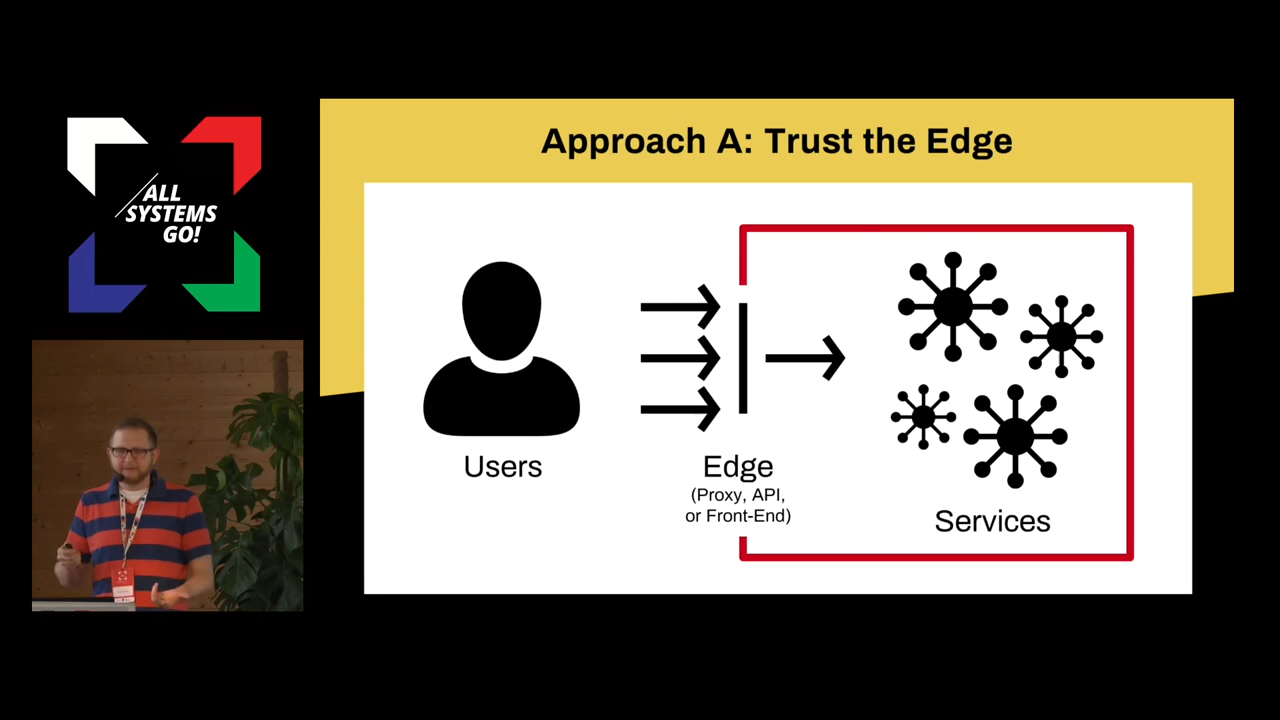 ALL
SYSTEMS
GO!
Approach A: Trust the Edge
Users
Edge
(Proxy, API,
or Front-End)
Services